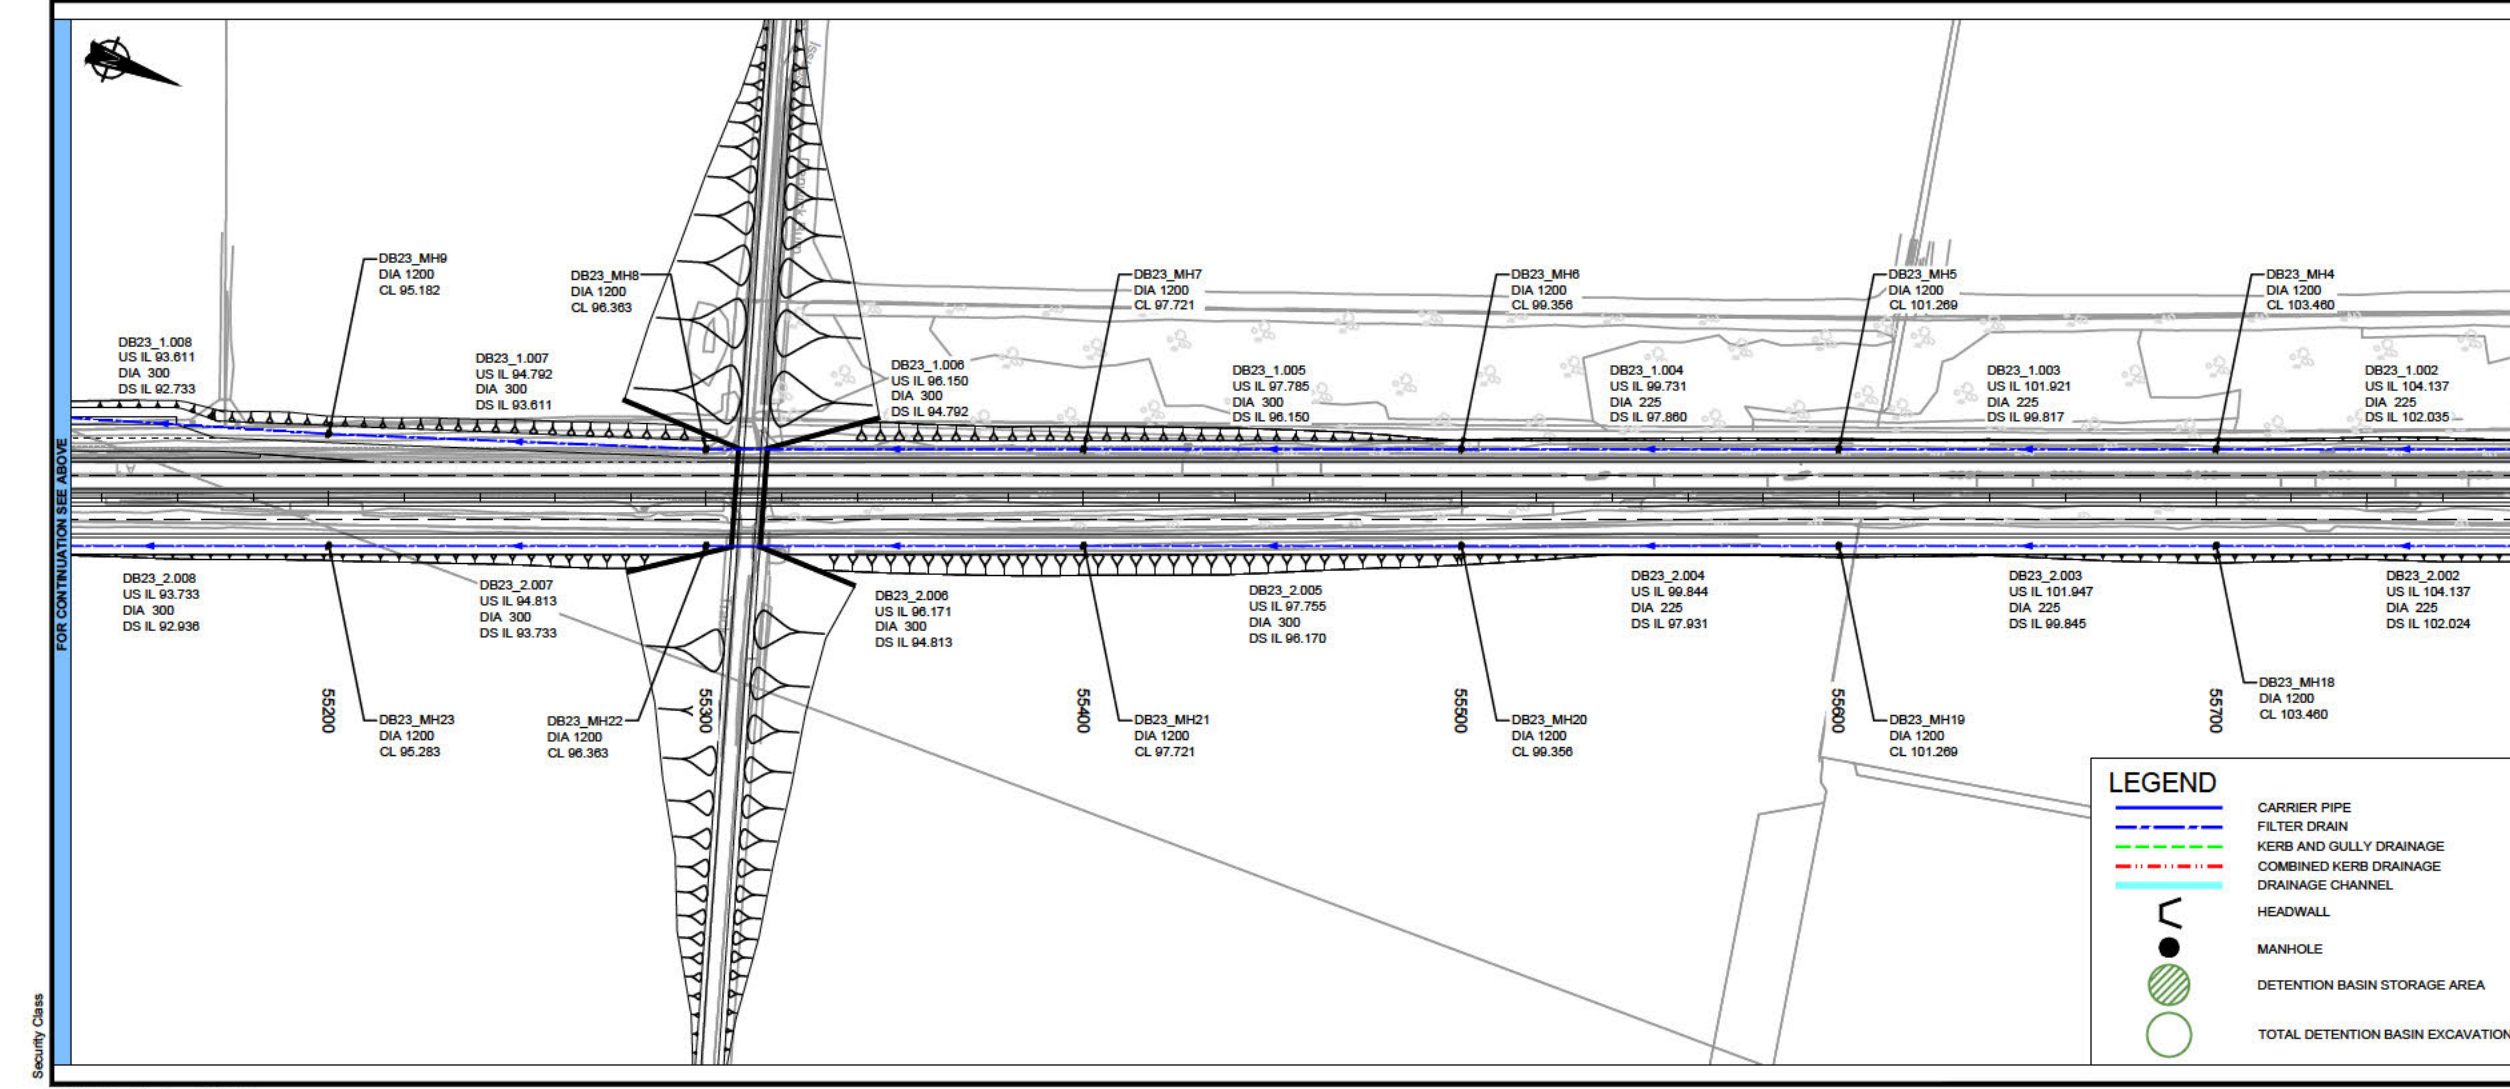 DB23_MH9
DIA 1200
CL 95.182
DB23_MH8
DIA 1200
CL 96.363
DB23_MH7
DIA 1200
CL 97.721
DB23_MH6
DIA 1200
CL 99.356
DB23_MH5
DIA 1200
CL 101.269
DB23_MH4
DIA 1200
CL 103.460
DB23_1.008
US IL 93.611
DIA 300
DS IL 92.733
DB23_1.007
US IL 94.792
DIA 300
DS IL 93.611
DB23_1.006
US IL 96.150
DIA 300
DS IL 94.792
DB23_1.005
US IL 97.785
DIA 300
DS IL 96.150
DB23_1.004
US IL 99.731
DIA 225
DS IL 97.860
DB23_1.003
US IL 101.921
DIA 225
DS IL 99.817
DB23_1.002
US IL 104.137
DIA 225
DS IL 102.035
FOR CONTINUATION SEE ABOVE
DB23_2.008
US IL 93.733
DIA 300
DS IL 92.936
DB23_2.007
US IL 94.813
DIA 300
DS IL 93.733
DB23_2.006
US IL 96.171
DIA 300
DS IL 94.813
DB23_2.005
US IL 97.755
DIA 300
DS IL 96.170
DB23_2.004
US IL 99.844
DIA 225
DS IL 97.931
DB23_2.003
US IL 101.947
DIA 225
DS IL 99.845
DB23_2.002
US IL 104.137
DIA 225
DS IL 102.024
55200
55300
55400
55500
55600
55700
DB23_MH23
DIA 1200
CL 95.283
DB23_MH22
DIA 1200
CL 96.363
DB23_MH21
DIA 1200
CL 97.721
DB23_MH20
DIA 1200
CL 99.356
DB23_MH19
DIA 1200
CL 101.269
DB23_MH18
DIA 1200
CL 103.460
LEGEND
CARRIER PIPE
FILTER DRAIN
KERB AND GULLY DRAINAGE
COMBINED KERB DRAINAGE
DRAINAGE CHANNEL
HEADWALL
MANHOLE
DETENTION BASIN STORAGE AREA
TOTAL DETENTION BASIN EXCAVATION
Security Class